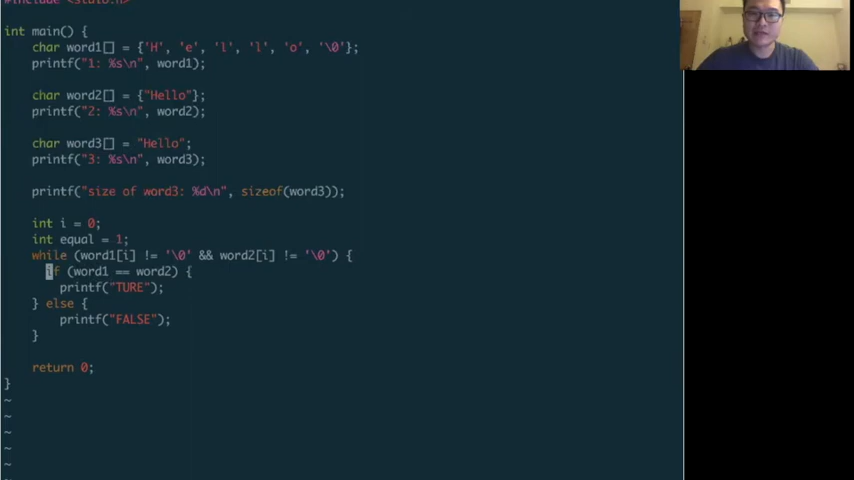 #include <stdio.h>
int main() {
char word1[] = {'H', 'e', 'l', 'l', 'o', '\0'};
printf("1: %s\n", word1);
char word2[] = {"Hello"};
printf("2: %s\n", word2);
char word3[] = "Hello";
printf("3: %s\n", word3);
printf("size of word3: %d\n", sizeof(word3));
int i = 0;
int equal = 1;
while (word1[i] != '\0' && word2[i] != '\0') {
if (word1 == word2) {
printf("TURE");
} else {
printf("FALSE");
}
return 0;
}
~
~
~
~
~
~